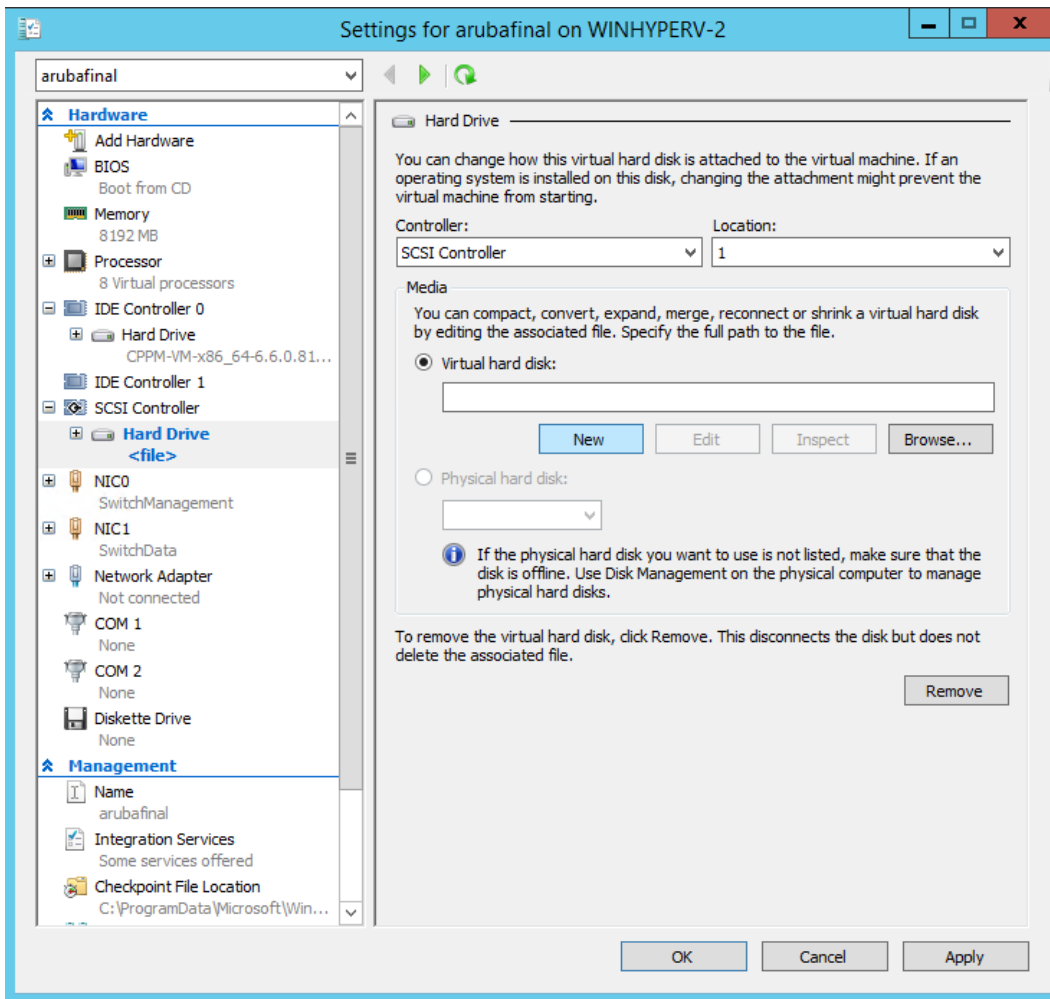 Settings for arubafinal on WINHYPERV-2
arubafinal
Hardware
Add Hardware
BIOS
Boot from CD
Memory
8192 MB
Processor
8 Virtual processors
IDE Controller 0
Hard Drive
CPPM-VM-x86_64-6.6.0.81...
IDE Controller 1
SCSI Controller
Hard Drive
<file>
NIC0
SwitchManagement
NIC1
SwitchData
Network Adapter
Not connected
COM 1
None
COM 2
None
Diskette Drive
None
Management
Name
arubafinal
Integration Services
Some services offered
Checkpoint File Location
C:\ProgramData\Microsoft\Win...
Hard Drive
You can change how this virtual hard disk is attached to the virtual machine. If an
operating system is installed on this disk, changing the attachment might prevent the
virtual machine from starting.
Controller: Location:
SCSI Controller 1
Media
You can compact, convert, expand, merge, reconnect or shrink a virtual hard disk
by editing the associated file. Specify the full path to the file.
Virtual hard disk:
New Edit Inspect Browse...
Physical hard disk:
If the physical hard disk you want to use is not listed, make sure that the
disk is offline. Use Disk Management on the physical computer to manage
physical hard disks.
To remove the virtual hard disk, click Remove. This disconnects the disk but does not
delete the associated file.
Remove
OK Cancel Apply